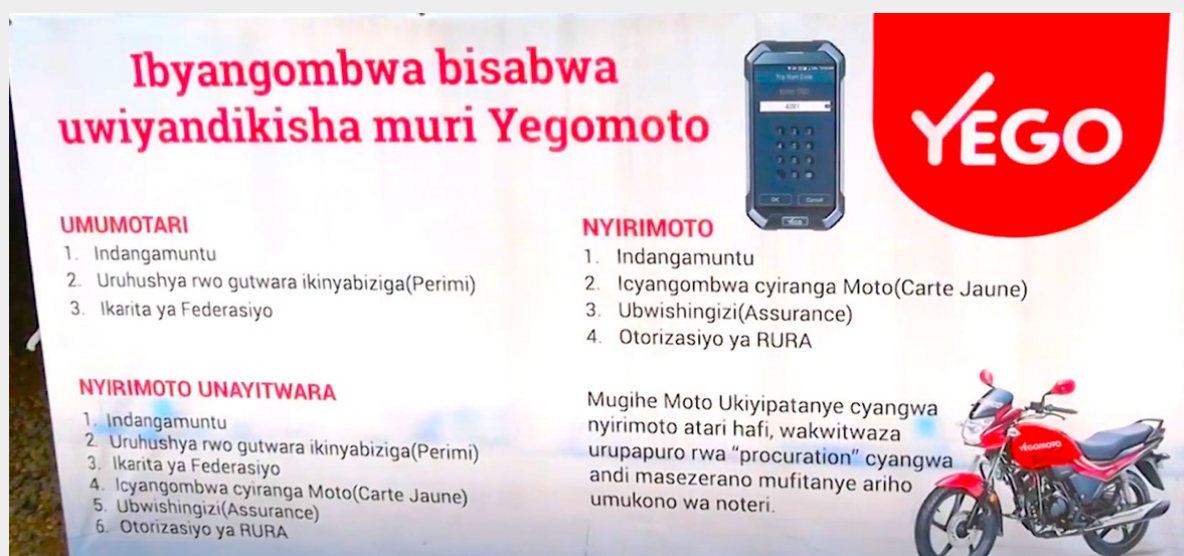 Ibyangombwa bisabwa
uwiyandikisha muri Yegomoto
YEGO
UMUMOTARI
1. Indangamuntu
2. Uruhushya rwo gutwara ikinyabiziga(Perimi)
3. Ikarita ya Federasiyo
NYIRIMOTO
1. Indangamuntu
2. Icyangombwa cyiranga Moto(Carte Jaune)
3. Ubwishingizi(Assurance)
4. Otorizasiyo ya RURA
NYIRIMOTO UNAYITWARA
1. Indangamuntu
2. Uruhushya rwo gutwara ikinyabiziga(Perimi)
3. Ikarita ya Federasiyo
4. Icyangombwa cyiranga Moto(Carte Jaune)
5. Ubwishingizi(Assurance)
6. Otorizasiyo ya RURA
Mugihe Moto Ukiyipatanye cyangwa
nyirimoto atari hafi, wakwitwaza
urupapuro rwa “procuration” cyangwa
andi masezerano mufitanye ariho
umukono wa noteri.
YEGOMOTO
OK Cancel
YEGO